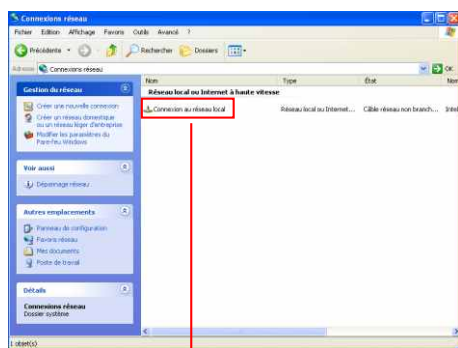 Connexions réseau
Fichier Edition Affichage Favoris Outils Avancé ?
Précédente Rechercher Dossiers
Adresse Connexions réseau OK
Nom Type État
Gestion du réseau
Réseau local ou Internet à haute vitesse
Créer une nouvelle connexion
Connexion au réseau local Réseau local ou Internet... Câble réseau non branch... Intel
Créer un réseau domestique
ou un réseau léger d'entreprise
Modifier les paramètres du
Pare-feu Windows
Voir aussi
Dépannage réseau
Autres emplacements
Panneau de configuration
Favoris réseau
Mes documents
Poste de travail
Détails
Connexions réseau
Dossier système
1 objet(s)